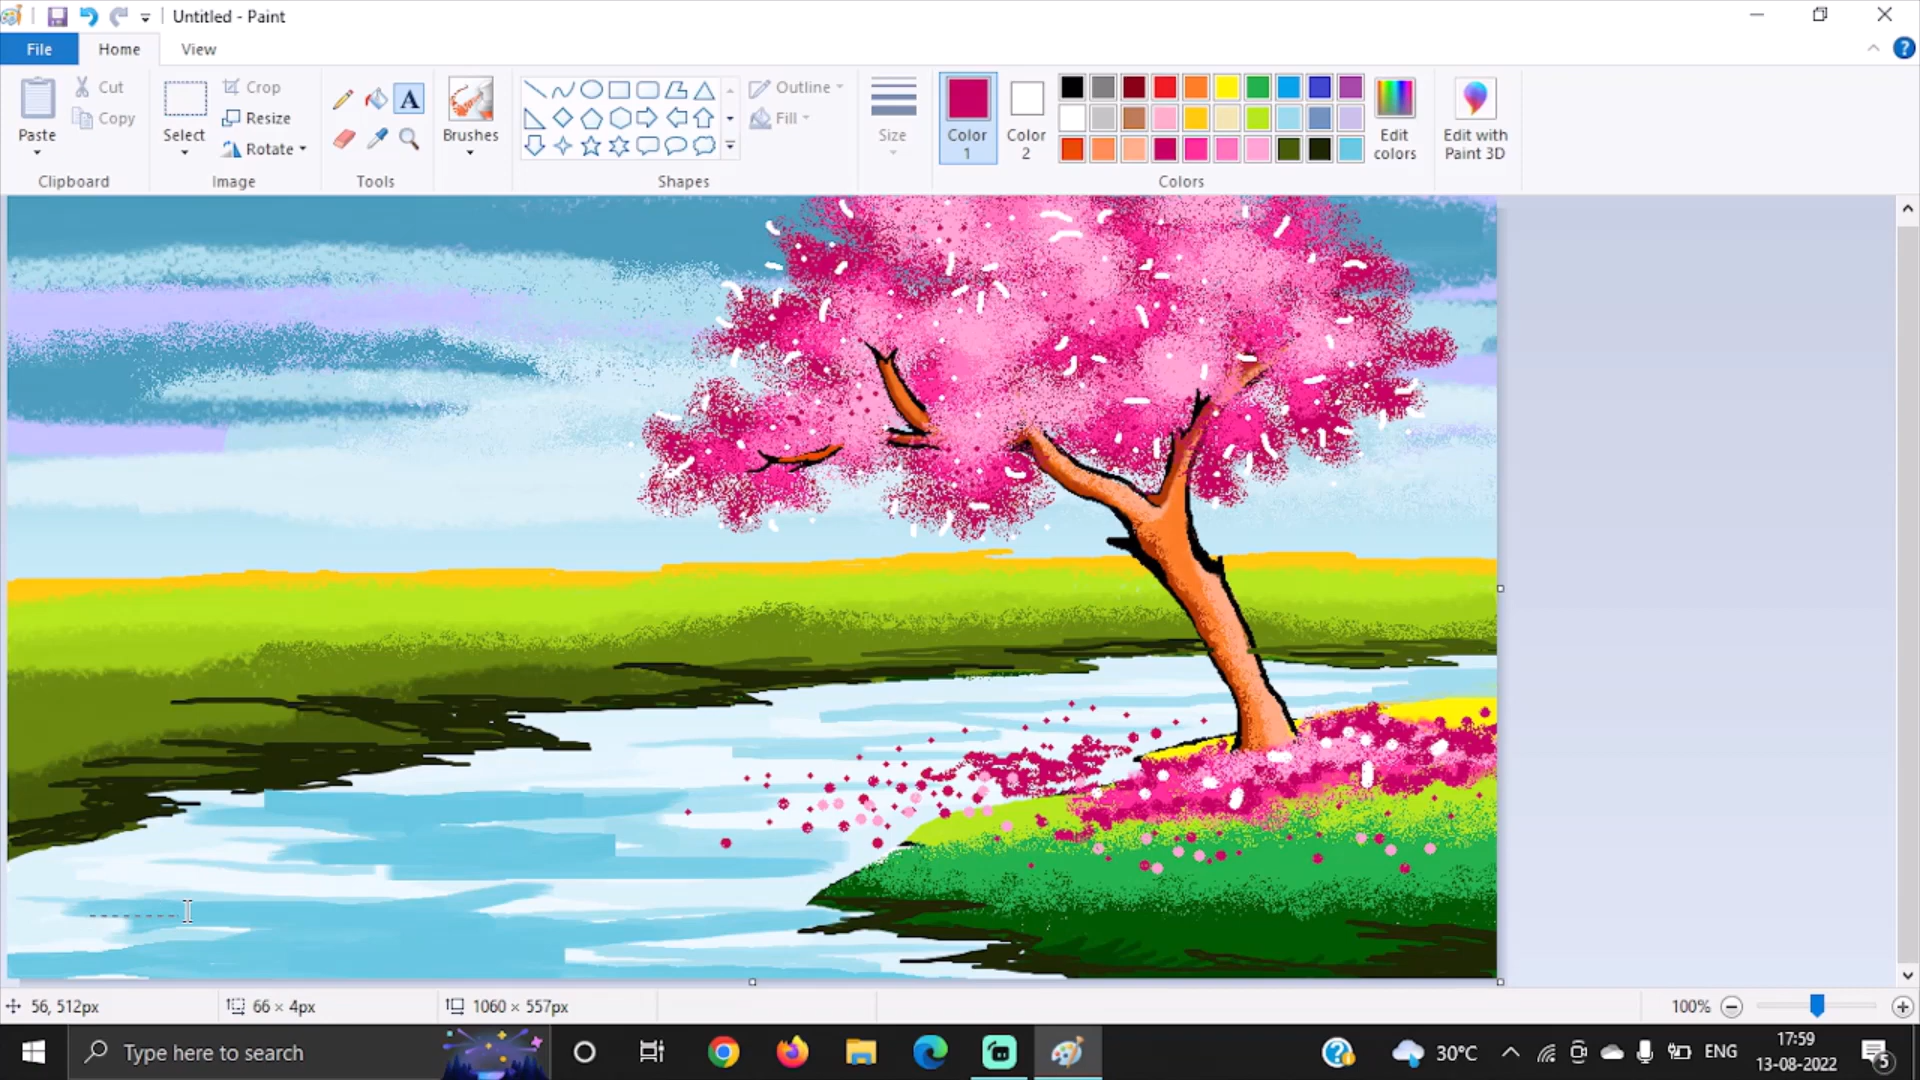 Untitled - Paint
File Home View
Paste
Cut
Copy
Clipboard
Select
Crop
Resize
Rotate
Image
A
Tools
Brushes
Outline
Fill
Shapes
Size
Color 1
Color 2
Edit colors
Colors
Edit with Paint 3D
?
56, 512px
66 × 4px
1060 × 557px
100%
Type here to search
30°C
ENG
17:59
13-08-2022
5